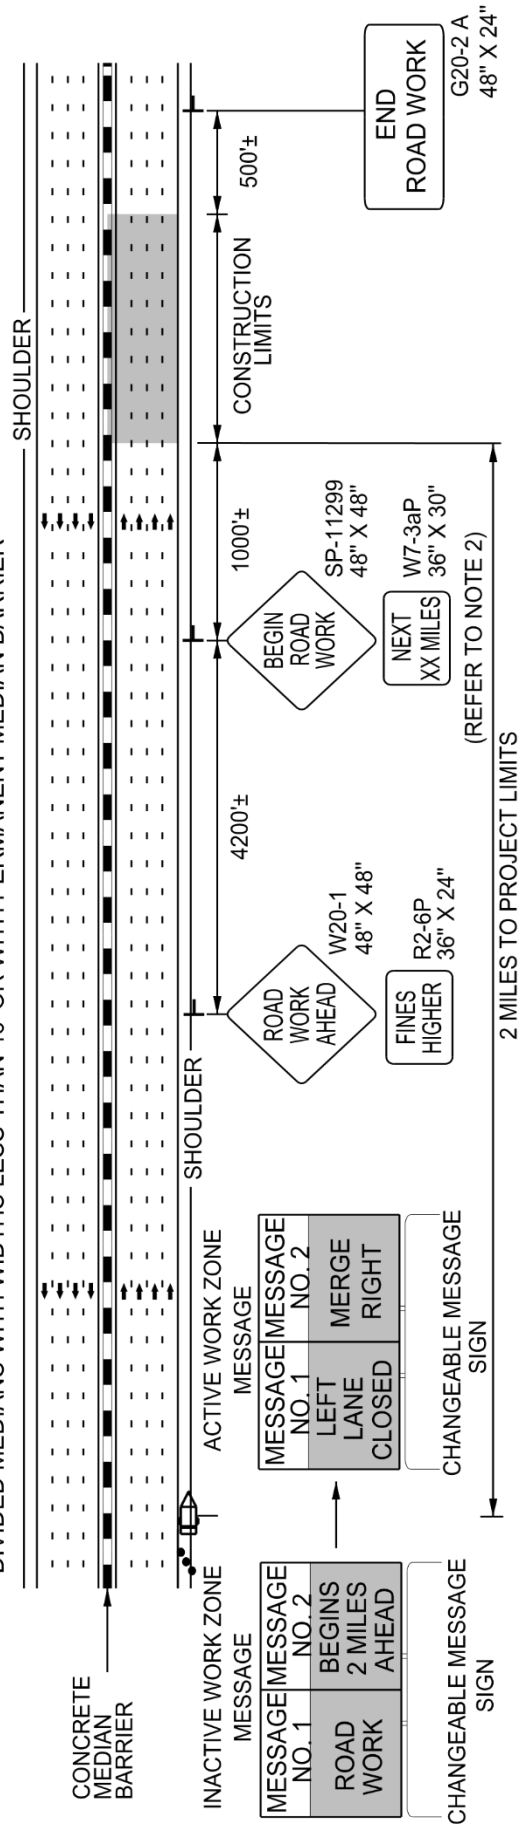 DIVIDED MEDIANS WITH WIDTHS LESS THAN 40' OR WITH PERMANENT MEDIAN BARRIER
SHOULDER
CONCRETE
MEDIAN
BARRIER
SHOULDER
4200'±
1000'±
CONSTRUCTION
LIMITS
500'±
INACTIVE WORK ZONE
MESSAGE
MESSAGE
NO. 1
MESSAGE
NO. 2
ROAD
WORK
BEGINS
2 MILES
AHEAD
CHANGEABLE MESSAGE
SIGN
ACTIVE WORK ZONE
MESSAGE
MESSAGE
NO. 1
MESSAGE
NO. 2
LEFT
LANE
CLOSED
MERGE
RIGHT
CHANGEABLE MESSAGE
SIGN
ROAD
WORK
AHEAD
W20-1
48" X 48"
FINES
HIGHER
R2-6P
36" X 24"
BEGIN
ROAD
WORK
SP-11299
48" X 48"
NEXT
XX MILES
W7-3aP
36" X 30"
END
ROAD WORK
G20-2 A
48" X 24"
(REFER TO NOTE 2)
2 MILES TO PROJECT LIMITS